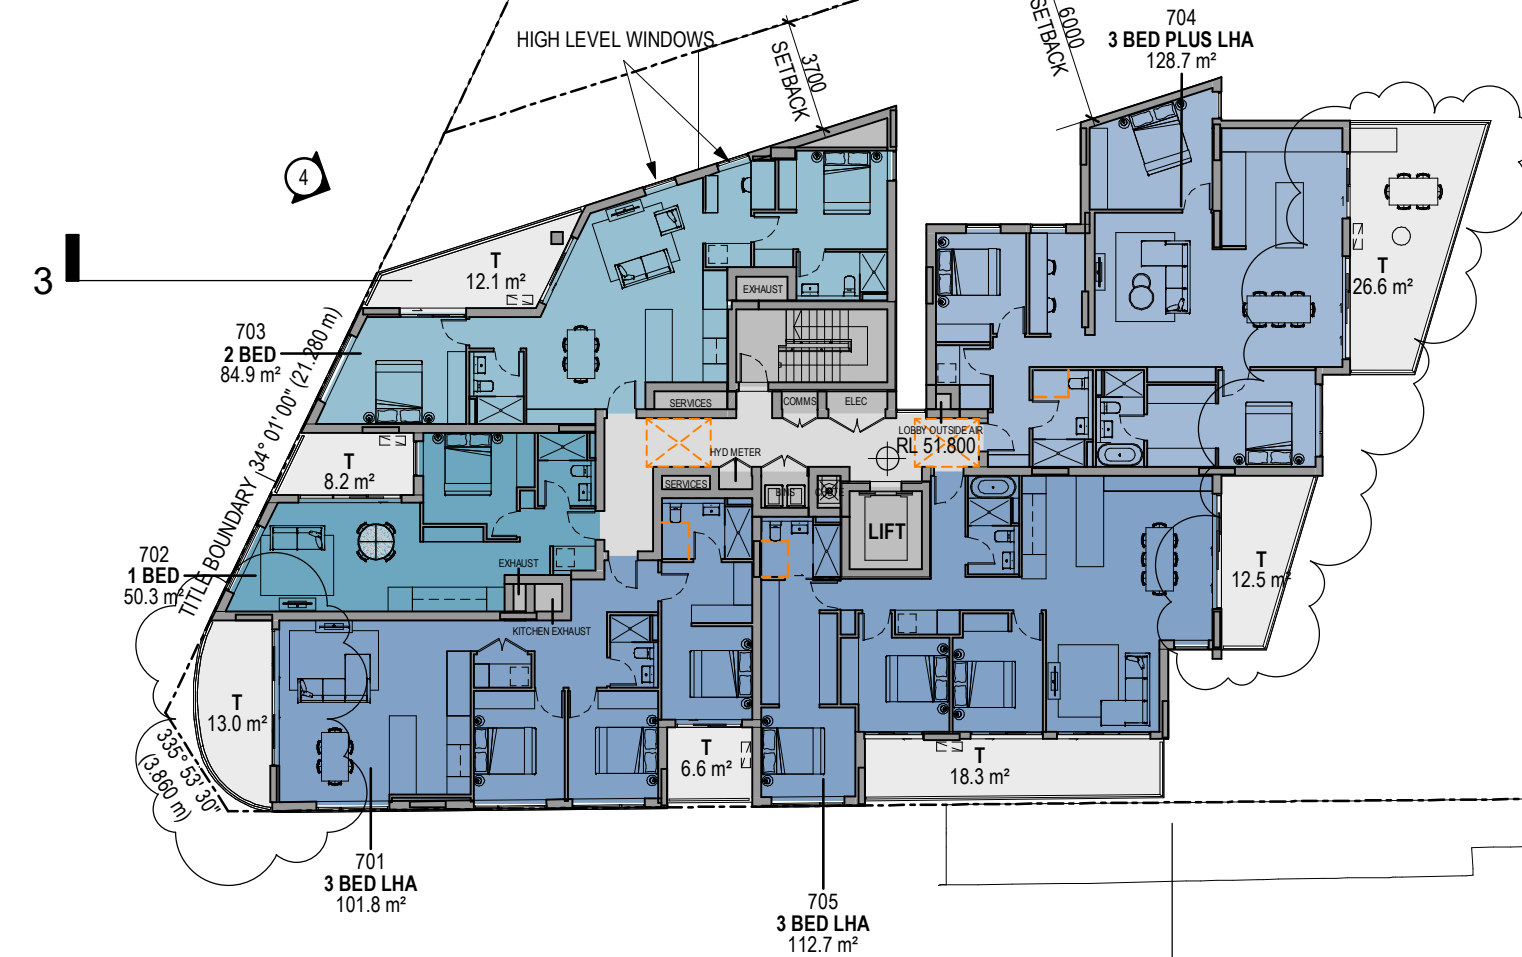 HIGH LEVEL WINDOWS
3700
SETBACK
6000
SETBACK
704
3 BED PLUS LHA
128.7 m²
4
3
T
12.1 m²
T
26.6 m²
EXHAUST
703
2 BED
84.9 m²
TITLE BOUNDARY 34° 01' 00" (21.280 m)
SERVICES
COMMS
ELEC
LOBBY OUTSIDE AIR
RL 51.800
HYD METER
T
8.2 m²
SERVICES
BINS
LIFT
702
1 BED
50.3 m²
EXHAUST
KITCHEN EXHAUST
T
12.5 m²
T
13.0 m²
335° 53' 30"
(3.860 m)
T
6.6 m²
T
18.3 m²
701
3 BED LHA
101.8 m²
705
3 BED LHA
112.7 m²